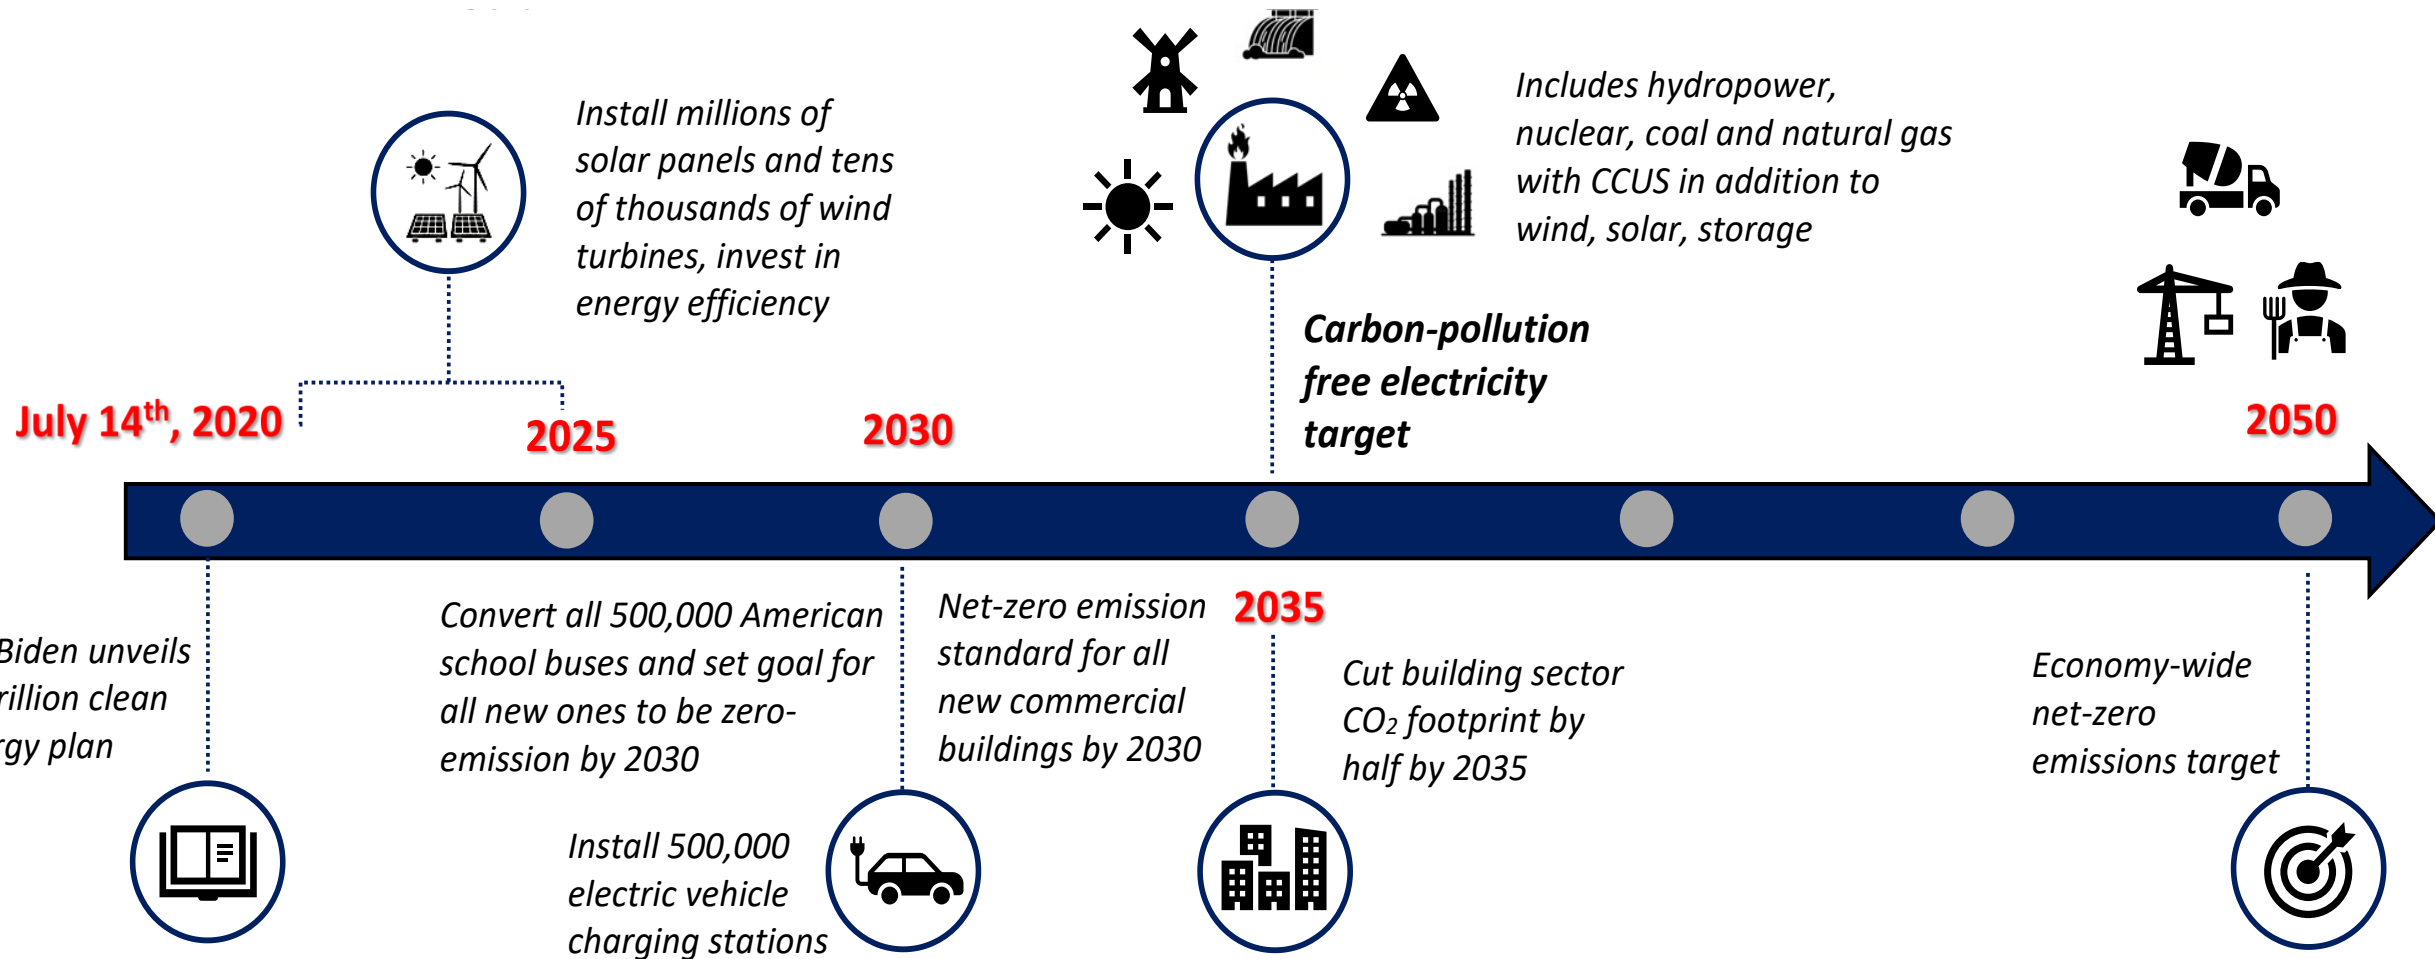 Install millions of
solar panels and tens
of thousands of wind
turbines, invest in
energy efficiency
Includes hydropower,
nuclear, coal and natural gas
with CCUS in addition to
wind, solar, storage
Carbon-pollution
free electricity
target
July 14th, 2020
2025
2030
2050
2035
Biden unveils
clean
plan
Convert all 500,000 American
school buses and set goal for
all new ones to be zero-
emission by 2030
Install 500,000
electric vehicle
charging stations
Net-zero emission
standard for all
new commercial
buildings by 2030
Cut building sector
CO2 footprint by
half by 2035
Economy-wide
net-zero
emissions target